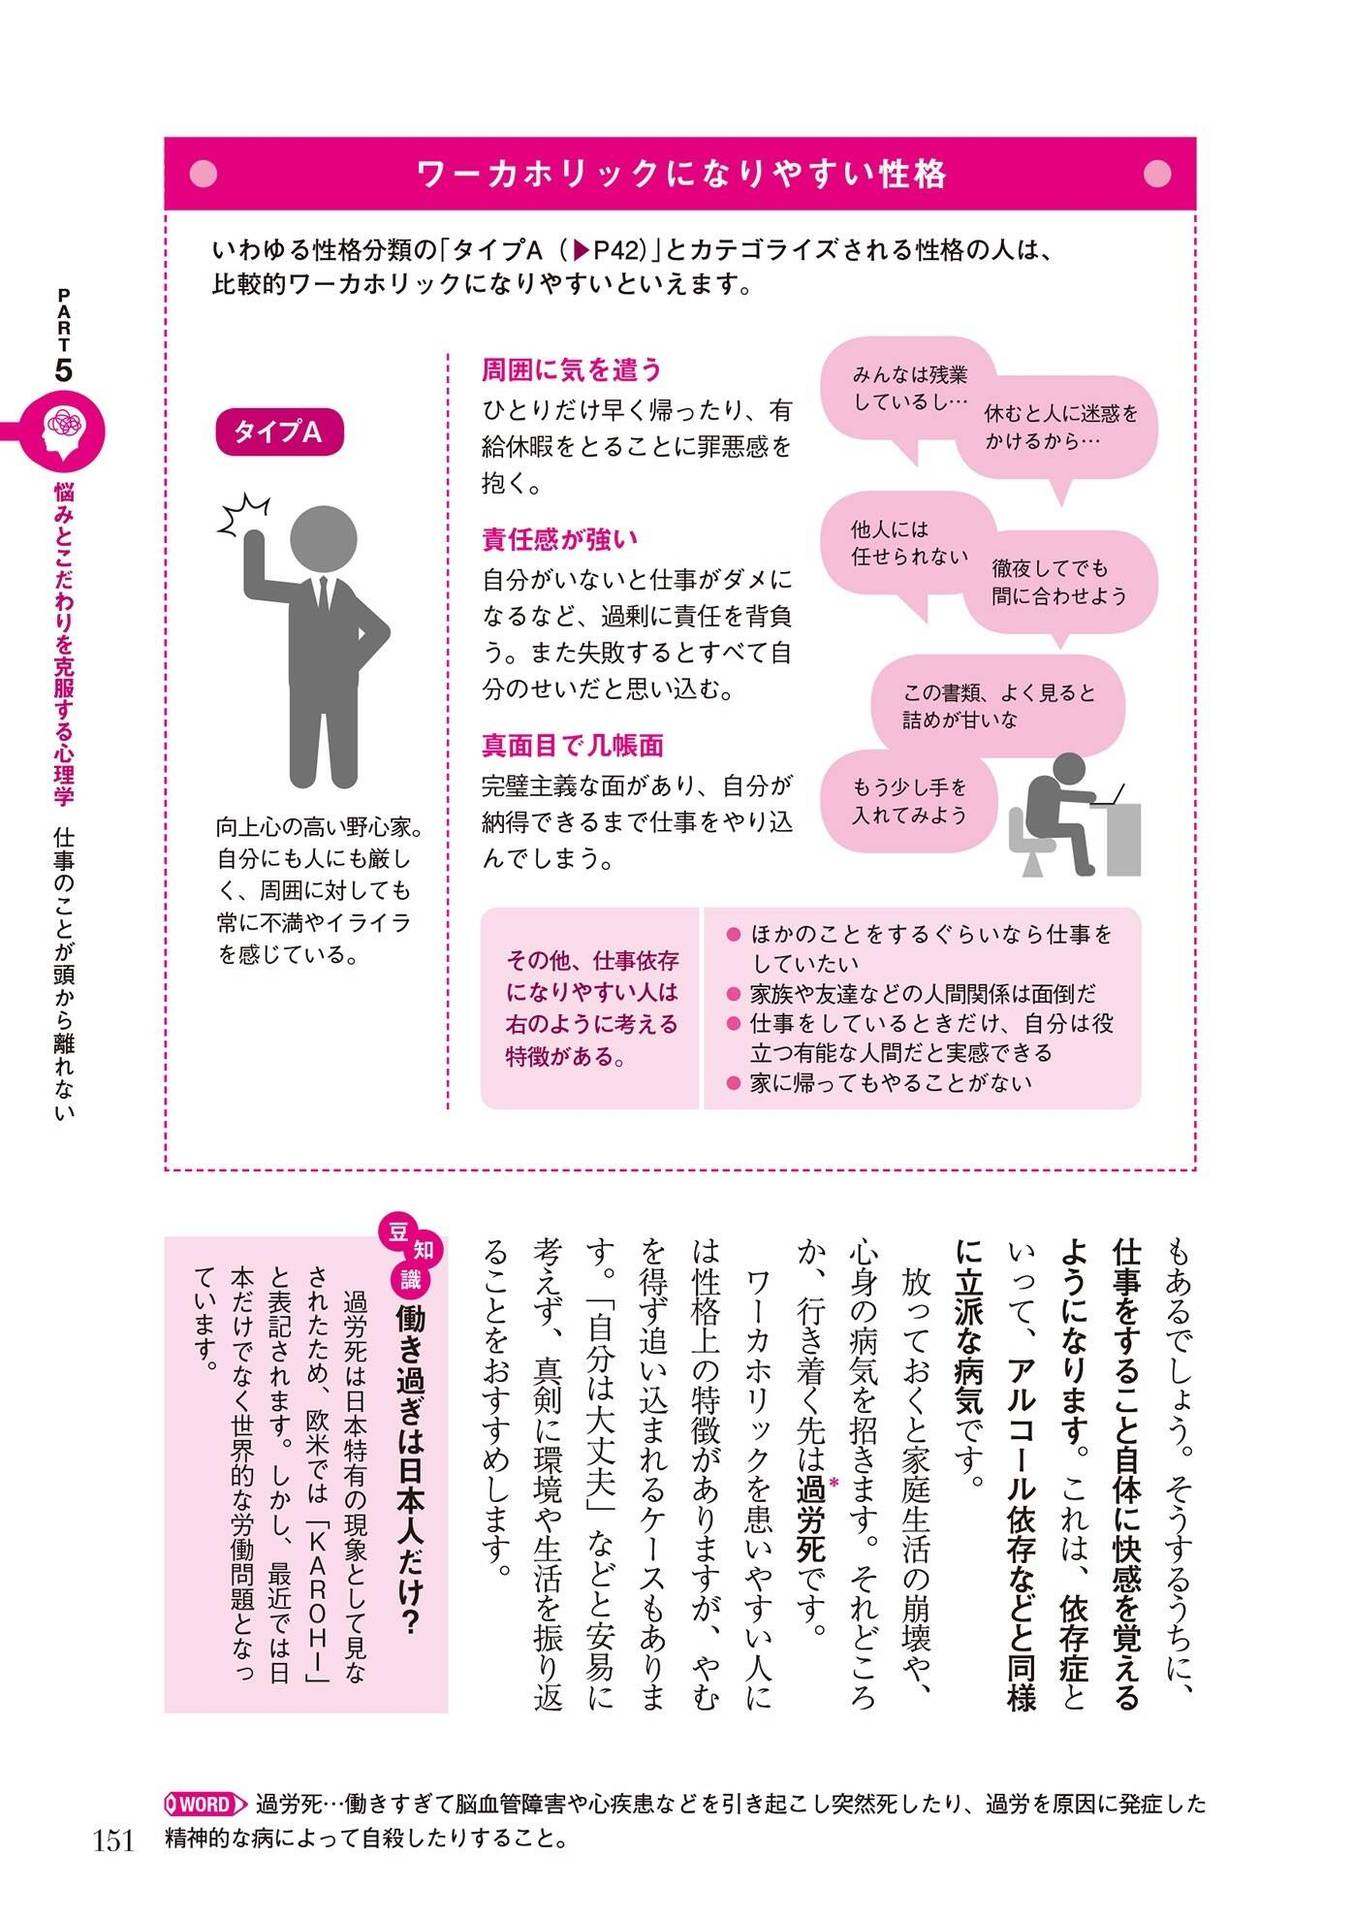 ワーカホリックになりやすい性格
いわゆる性格分類の「タイプA（▶P42）」とカテゴライズされる性格の人は、
比較的ワーカホリックになりやすいといえます。
タイプA
向上心の高い野心家。
自分にも人にも厳し
く、周囲に対しても
常に不満やイライラ
を感じている。
周囲に気を遣う
ひとりだけ早く帰ったり、有
給休暇をとることに罪悪感を
抱く。
みんなは残業
しているし…
休むと人に迷惑を
かけるから…
責任感が強い
自分がいないと仕事がダメに
なるなど、過剰に責任を背負
う。また失敗するとすべて自
分のせいだと思い込む。
他人には
任せられない
徹夜してでも
間に合わせよう
真面目で几帳面
完璧主義な面があり、自分が
納得できるまで仕事をやり込
んでしまう。
この書類、よく見ると
詰めが甘いな
もう少し手を
入れてみよう
その他、仕事依存
になりやすい人は
右のように考える
特徴がある。
● ほかのことをするぐらいなら仕事を
していたい
● 家族や友達などの人間関係は面倒だ
● 仕事をしているときだけ、自分は役
立つ有能な人間だと実感できる
● 家に帰ってもやることがない
PART5
悩みとこだわりを克服する心理学 仕事のことが頭から離れない
もあるでしょう。そうするうちに、
仕事をすること自体に快感を覚える
ようになります。これは、依存症と
いって、アルコール依存などと同様
に立派な病気です。
放っておくと家庭生活の崩壊や、
心身の病気を招きます。それどころ
か、行き着く先は過労死*です。
ワーカホリックを患いやすい人に
は性格上の特徴がありますが、やむ
を得ず追い込まれるケースもありま
す。「自分は大丈夫」などと安易に
考えず、真剣に環境や生活を振り返
ることをおすすめします。
豆知識
働き過ぎは日本人だけ？
過労死は日本特有の現象として見な
されたため、欧米では「KAROHI」
と表記されます。しかし、最近では日
本だけでなく世界的な労働問題となっ
ています。
WORD 過労死…働きすぎて脳血管障害や心疾患などを引き起こし突然死したり、過労を原因に発症した
精神的な病によって自殺したりすること。
151